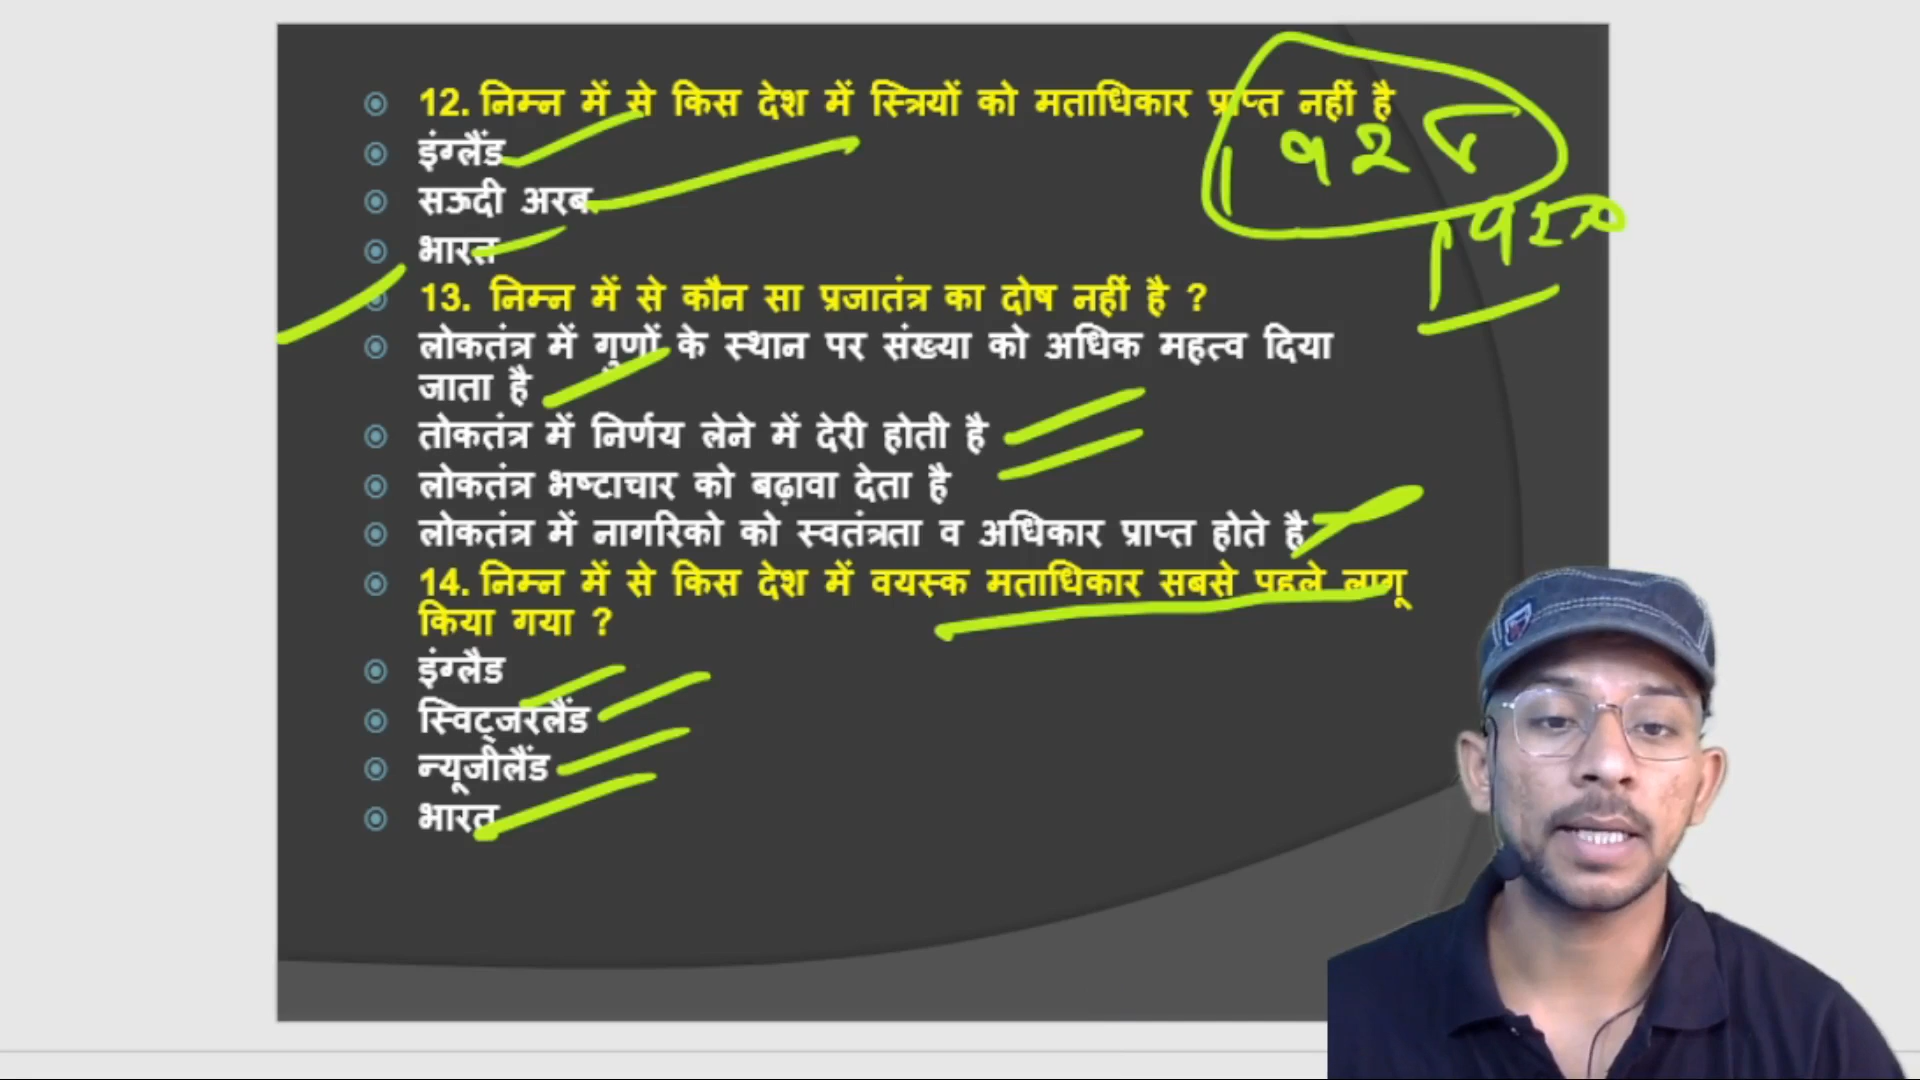 12. निम्न में से किस देश में स्त्रियों को मताधिकार प्राप्त नहीं है
इंग्लैंड
सऊदी अरब
भारत
13. निम्न में से कौन सा प्रजातंत्र का दोष नहीं है ?
लोकतंत्र में गुणों के स्थान पर संख्या को अधिक महत्व दिया
जाता है
तोकतंत्र में निर्णय लेने में देरी होती है
लोकतंत्र भष्टाचार को बढ़ावा देता है
लोकतंत्र में नागरिको को स्वतंत्रता व अधिकार प्राप्त होते है
14. निम्न में से किस देश में वयस्क मताधिकार सबसे पहले लागू
किया गया ?
इंग्लैड
स्विट्जरलैंड
न्यूजीलैंड
भारत